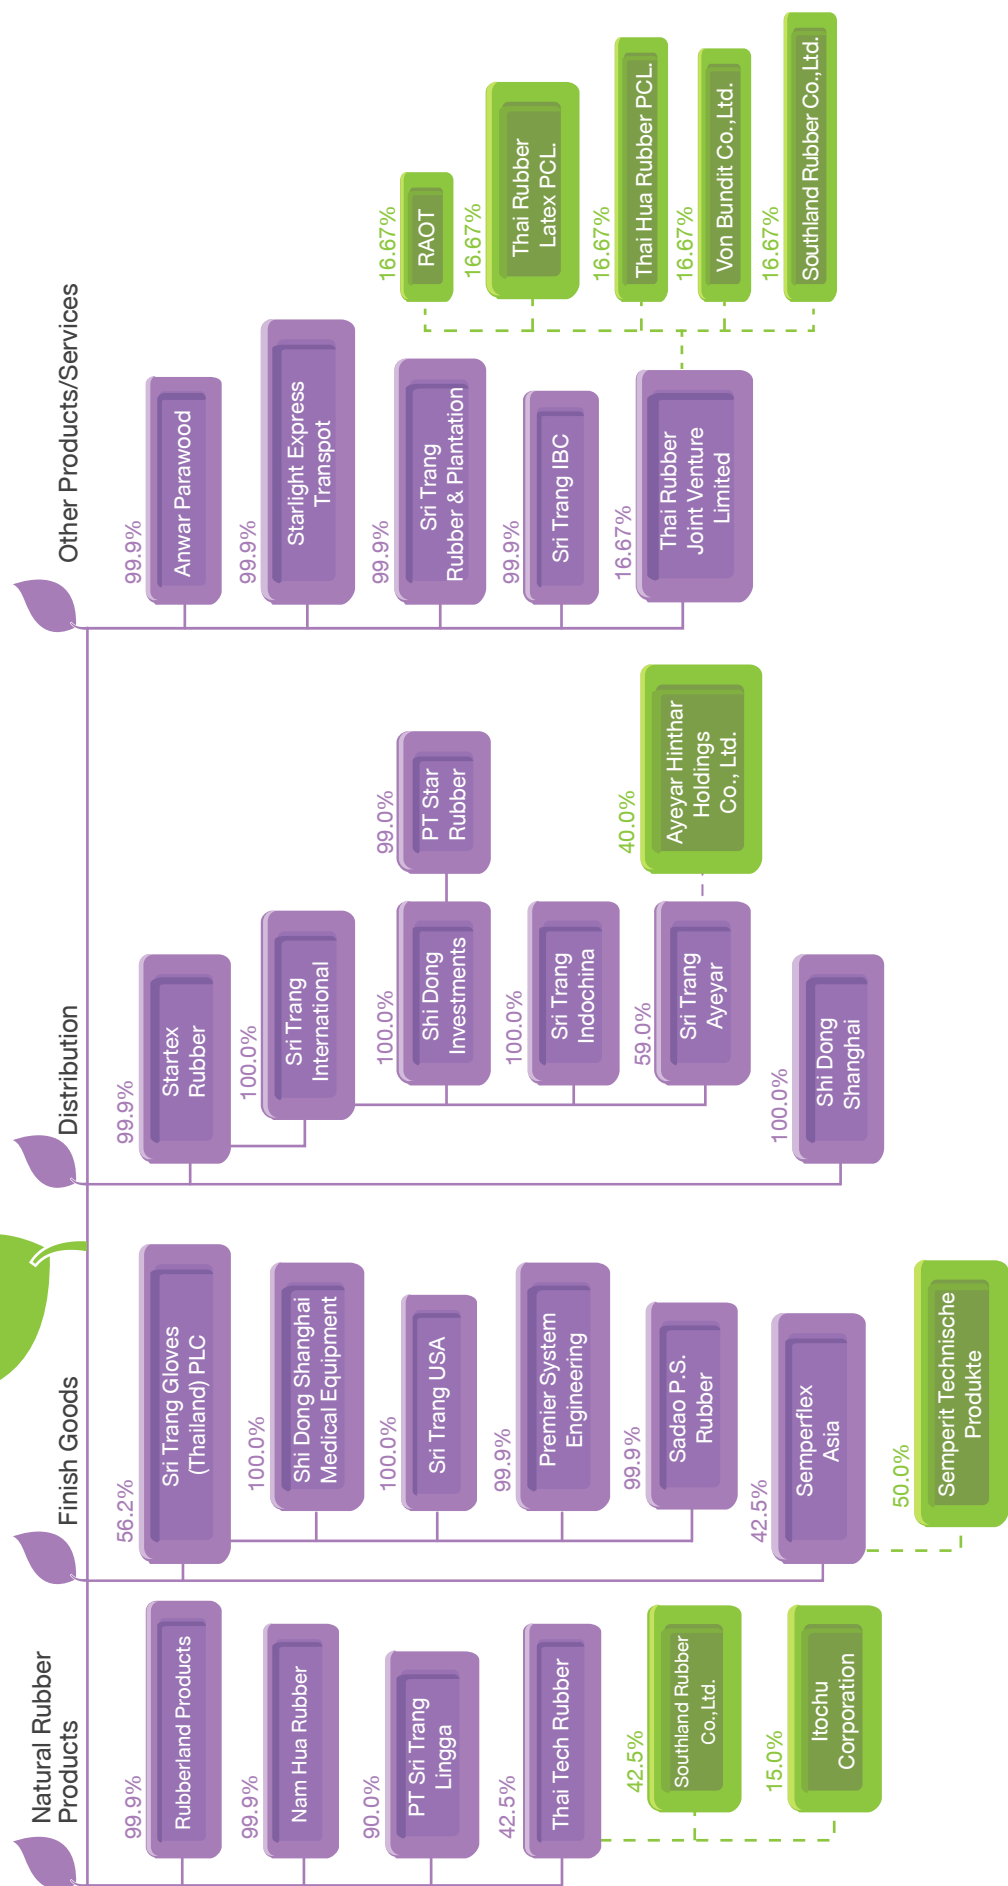 Natural Rubber
Products
99.9%
Rubberland Products
99.9%
Nam Hua Rubber
90.0%
PT Sri Trang
Lingga
42.5%
Thai Tech Rubber
42.5%
Southland Rubber
Co.,Ltd.
15.0%
Itochu
Corporation
Finish Goods
56.2%
Sri Trang Gloves
(Thailand) PLC
100.0%
Shi Dong Shanghai
Medical Equipment
100.0%
Sri Trang USA
99.9%
Premier System
Engineering
99.9%
Sadao P.S.
Rubber
42.5%
Semperflex
Asia
50.0%
Semperit Technische
Produkte
Distribution
99.9%
Startex
Rubber
100.0%
Sri Trang
International
100.0%
Shi Dong
Investments
99.0%
PT Star
Rubber
100.0%
Sri Trang
Indochina
59.0%
Sri Trang
Ayeyar
40.0%
Ayeyar Hinthar
Holdings
Co., Ltd.
100.0%
Shi Dong
Shanghai
Other Products/Services
99.9%
Anwar Parawood
99.9%
Starlight Express
Transpot
99.9%
Sri Trang
Rubber & Plantation
99.9%
Sri Trang IBC
16.67%
Thai Rubber
Joint Venture
Limited
16.67%
RAOT
16.67%
Thai Rubber
Latex PCL.
16.67%
Thai Hua Rubber PCL.
16.67%
Von Bundit Co.,Ltd.
16.67%
Southland Rubber Co.,Ltd.